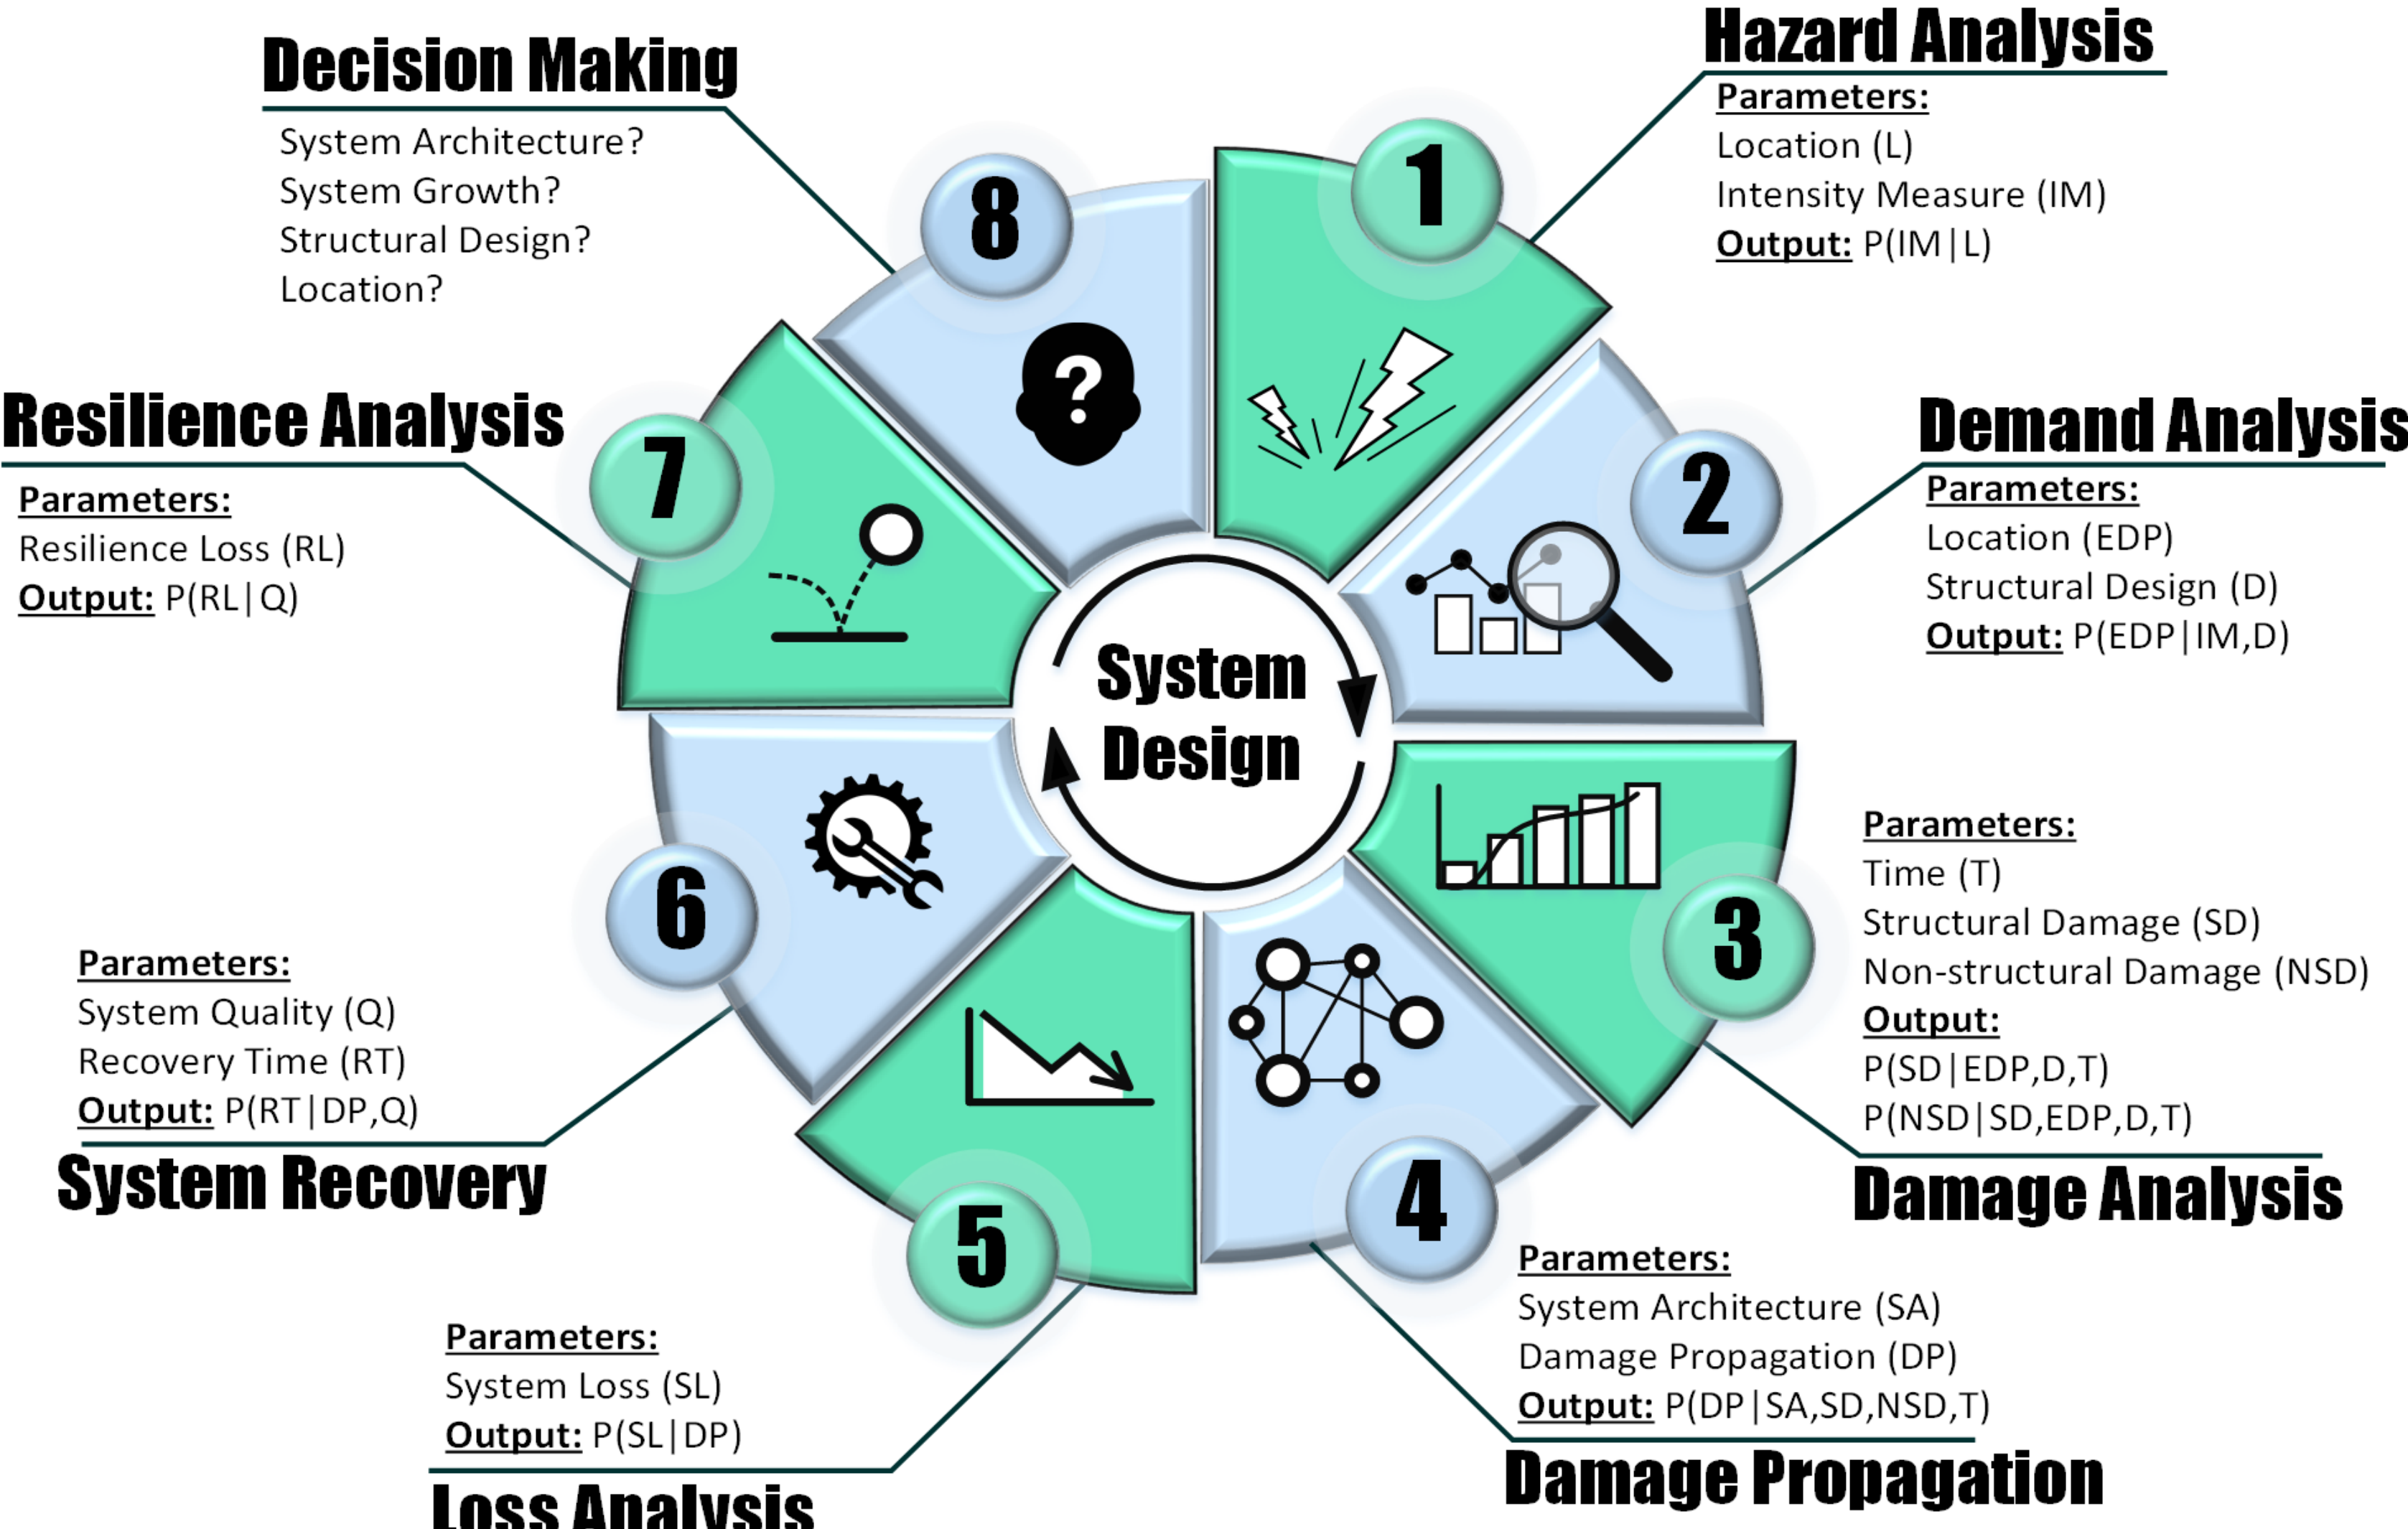 Hazard Analysis
Parameters:
Location (L)
Intensity Measure (IM)
Output: P(IM|L)
1
Demand Analysis
Parameters:
Location (EDP)
Structural Design (D)
Output: P(EDP|IM,D)
2
Parameters:
Time (T)
Structural Damage (SD)
Non-structural Damage (NSD)
Output:
P(SD|EDP,D,T)
P(NSD|SD,EDP,D,T)
Damage Analysis
3
Parameters:
System Architecture (SA)
Damage Propagation (DP)
Output: P(DP|SA,SD,NSD,T)
Damage Propagation
4
Parameters:
System Loss (SL)
Output: P(SL|DP)
Loss Analysis
5
Parameters:
System Quality (Q)
Recovery Time (RT)
Output: P(RT|DP,Q)
System Recovery
6
Resilience Analysis
Parameters:
Resilience Loss (RL)
Output: P(RL|Q)
7
Decision Making
System Architecture?
System Growth?
Structural Design?
Location?
8
?
System
Design